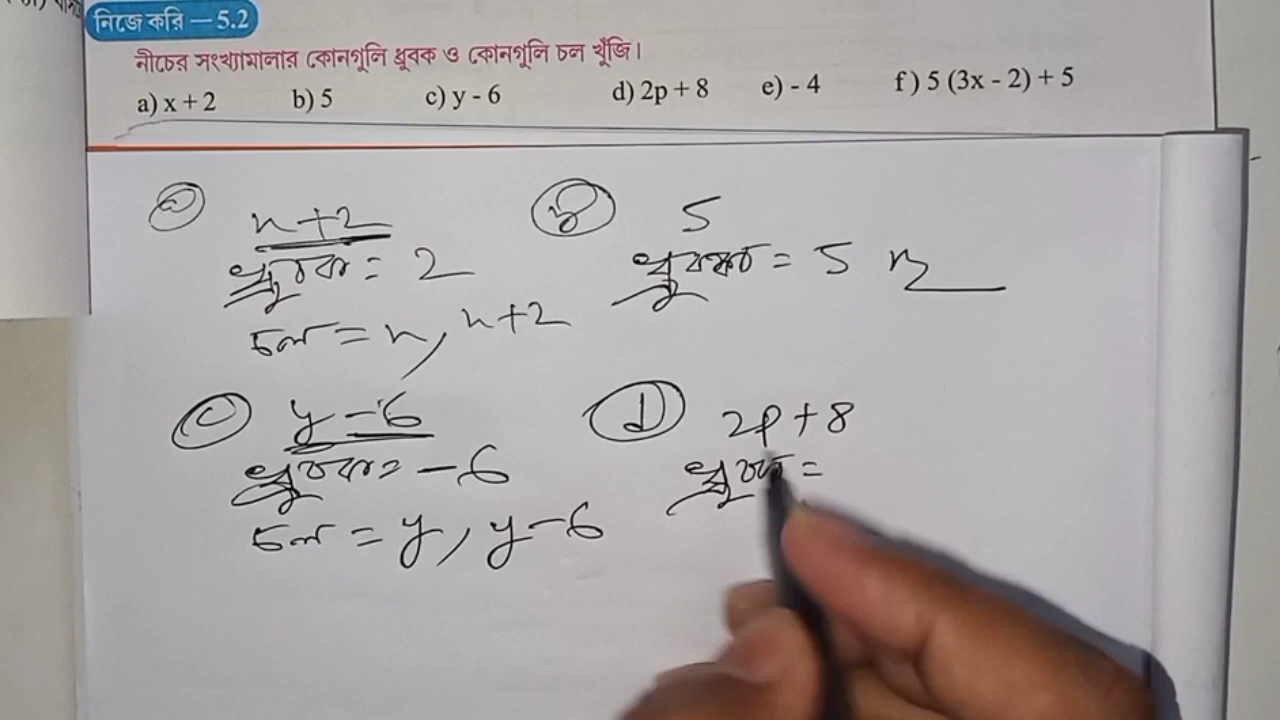 নিজে করি — 5.2
নীচের সংখ্যামালার কোনগুলি ধ্রুবক ও কোনগুলি চল খুঁজি।
a) x + 2 b) 5 c) y - 6 d) 2p + 8 e) - 4 f) 5 (3x - 2) + 5
a x+2
ধ্রুবক = 2
চল = x, x+2
b 5
ধ্রুবক = 5
c y-6
ধ্রুবক = -6
চল = y, y-6
d 2p+8
ধ্রুবক =